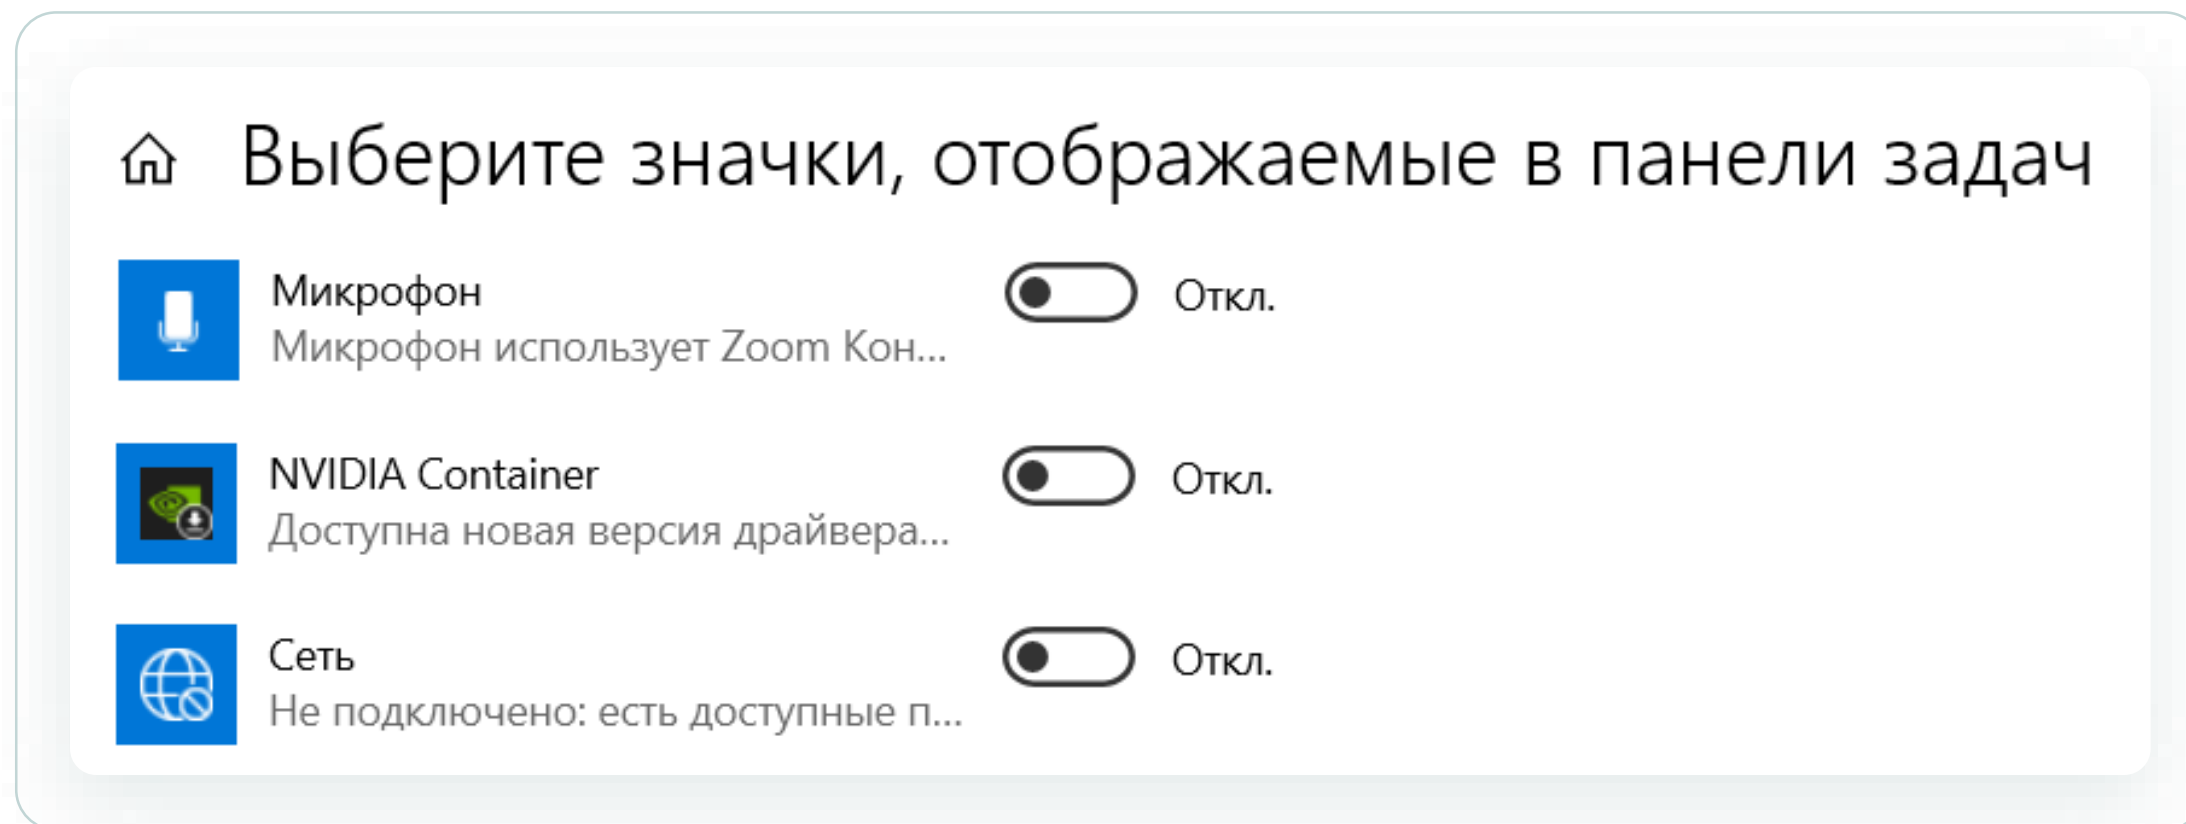 Выберите значки, отображаемые в панели задач
Микрофон
Откл.
Микрофон использует Zoom Кон...
NVIDIA Container
Откл.
Доступна новая версия драйвера...
Сеть
Откл.
Не подключено: есть доступные п...